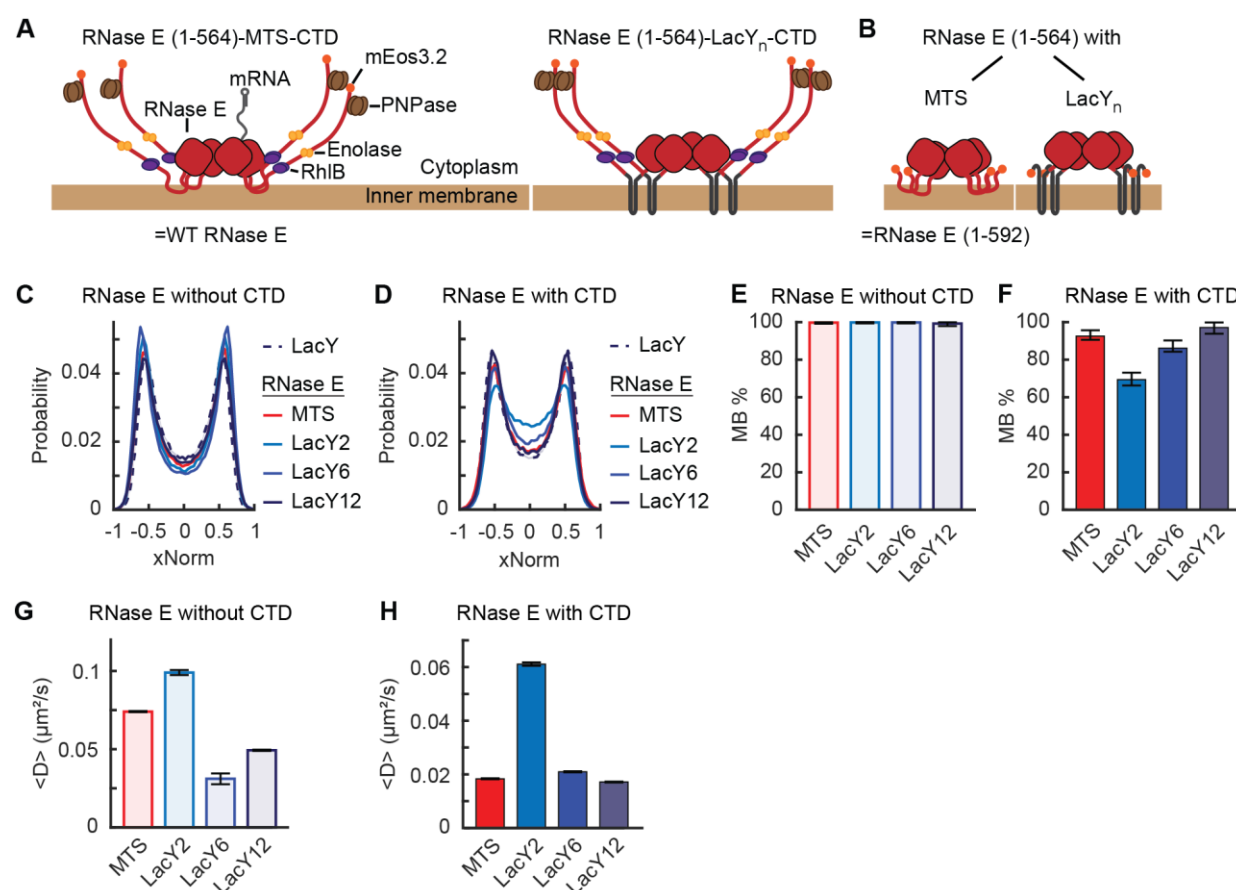 A
RNase E (1-564)-MTS-CTD
RNase E (1-564)-LacYn-CTD
mRNA
mEos3.2
RNase E
PNPase
Enolase
RhlB
Cytoplasm
Inner membrane
=WT RNase E
B
RNase E (1-564) with
MTS
LacYn
=RNase E (1-592)
C
RNase E without CTD
Probability
0.04
0.02
0
-1 -0.5 0 0.5 1
xNorm
LacY
RNase E
MTS
LacY2
LacY6
LacY12
D
RNase E with CTD
Probability
0.04
0.02
0
-1 -0.5 0 0.5 1
xNorm
LacY
RNase E
MTS
LacY2
LacY6
LacY12
E
RNase E without CTD
MB %
100
80
60
40
20
0
MTS LacY2 LacY6 LacY12
F
RNase E with CTD
MB %
100
80
60
40
20
0
MTS LacY2 LacY6 LacY12
G
RNase E without CTD
<D> (μm²/s)
0.1
0.05
0
MTS LacY2 LacY6 LacY12
H
RNase E with CTD
<D> (μm²/s)
0.06
0.04
0.02
0
MTS LacY2 LacY6 LacY12